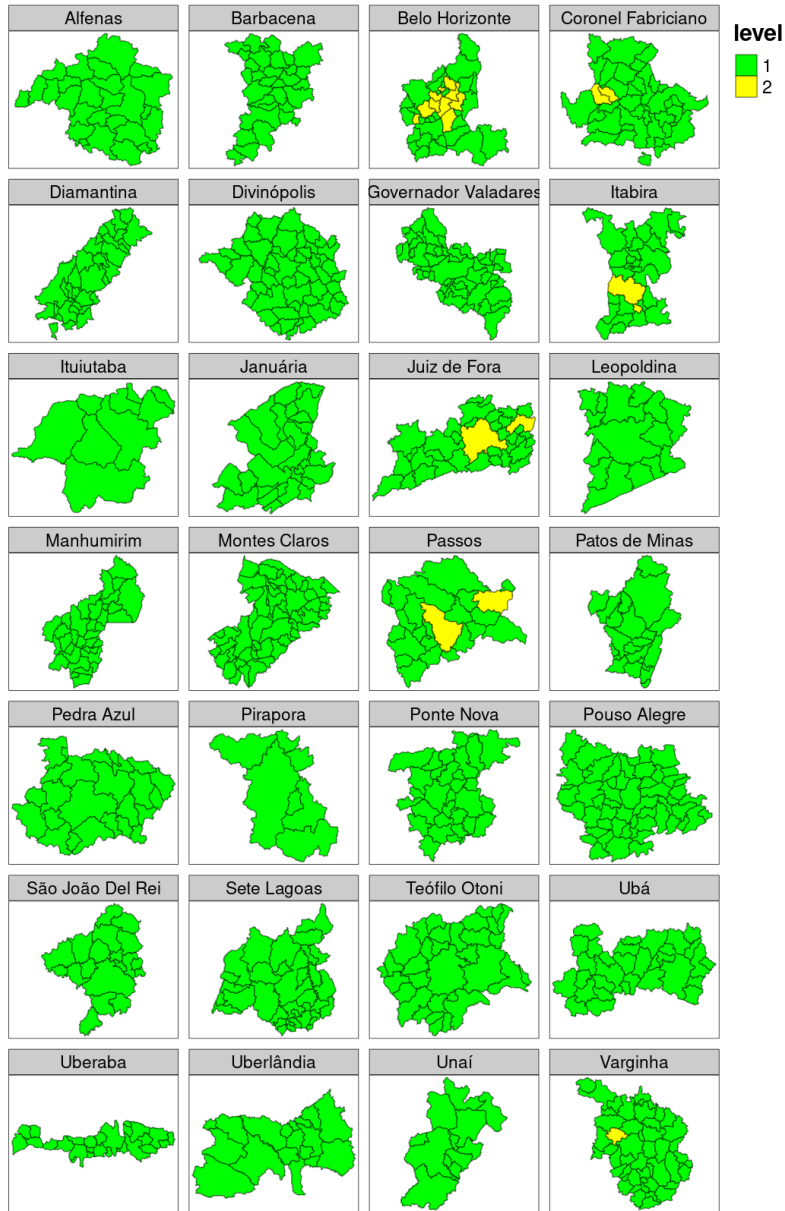 Alfenas
Barbacena
Belo Horizonte
Coronel Fabriciano
level
1
2
Diamantina
Divinópolis
Governador Valadares
Itabira
Ituiutaba
Januária
Juiz de Fora
Leopoldina
Manhumirim
Montes Claros
Passos
Patos de Minas
Pedra Azul
Pirapora
Ponte Nova
Pouso Alegre
São João Del Rei
Sete Lagoas
Teófilo Otoni
Ubá
Uberaba
Uberlândia
Unaí
Varginha